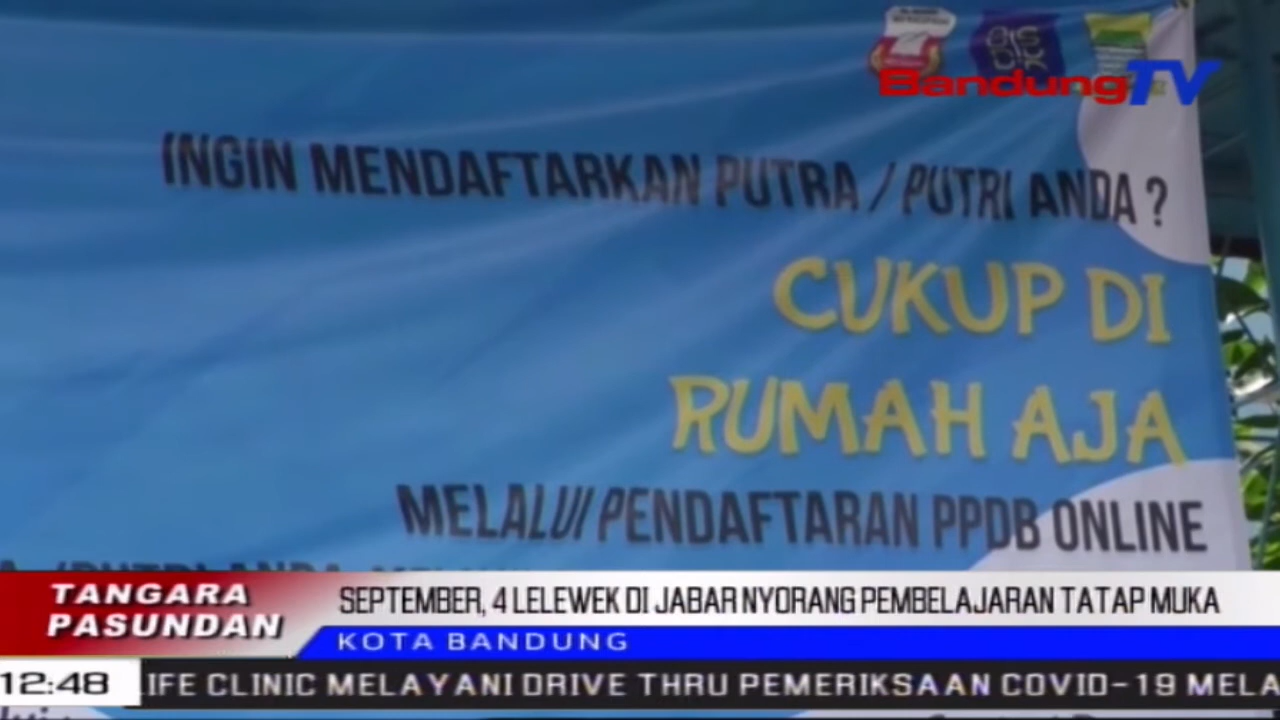 BandungTV
INGIN MENDAFTARKAN PUTRA / PUTRI ANDA ?
CUKUP DI
RUMAH AJA
MELALUI PENDAFTARAN PPDB ONLINE
TANGARA
PASUNDAN
SEPTEMBER, 4 LELEWEK DI JABAR NYORANG PEMBELAJARAN TATAP MUKA
KOTA BANDUNG
12:48
LIFE CLINIC MELAYANI DRIVE THRU PEMERIKSAAN COVID-19 MELA